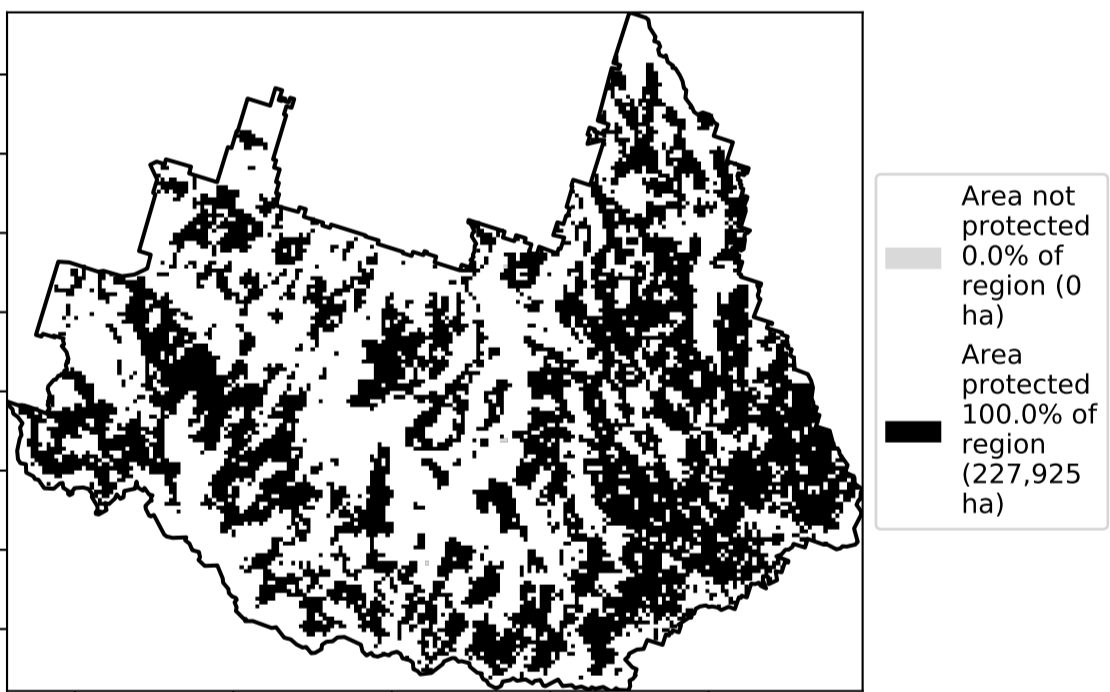 Area not
protected
0.0% of
region (0
ha)
Area
protected
100.0% of
region
(227,925
ha)